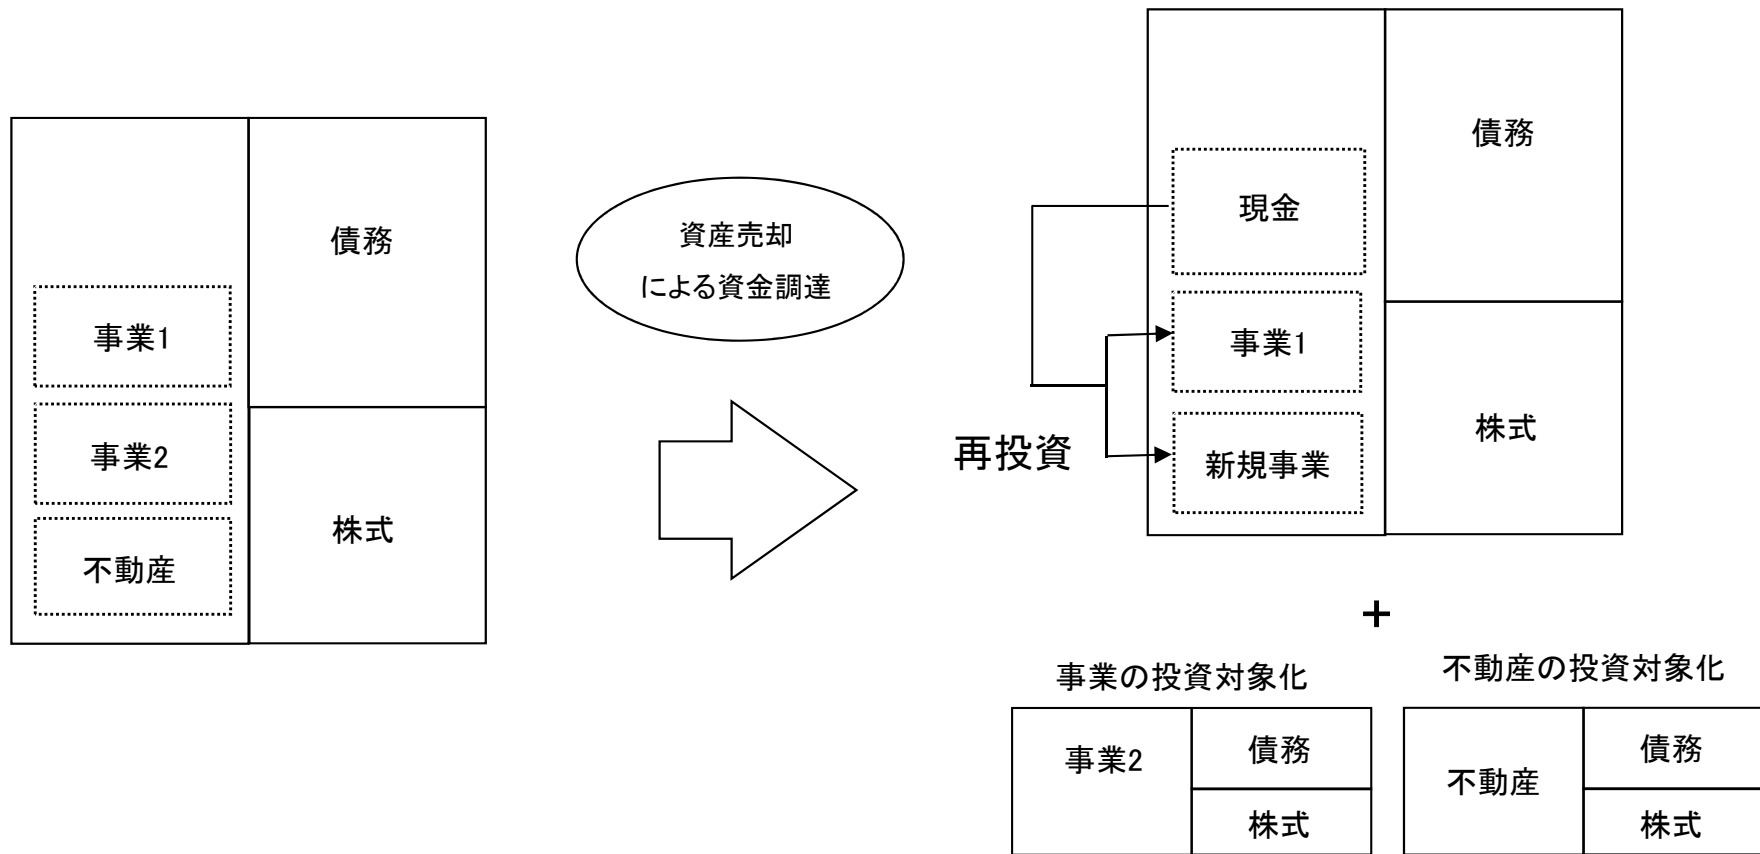 債務
事業1
事業2
不動産
株式
資産売却
による資金調達
現金
債務
事業1
再投資
新規事業
株式
+
事業の投資対象化
事業2
債務
株式
不動産の投資対象化
不動産
債務
株式